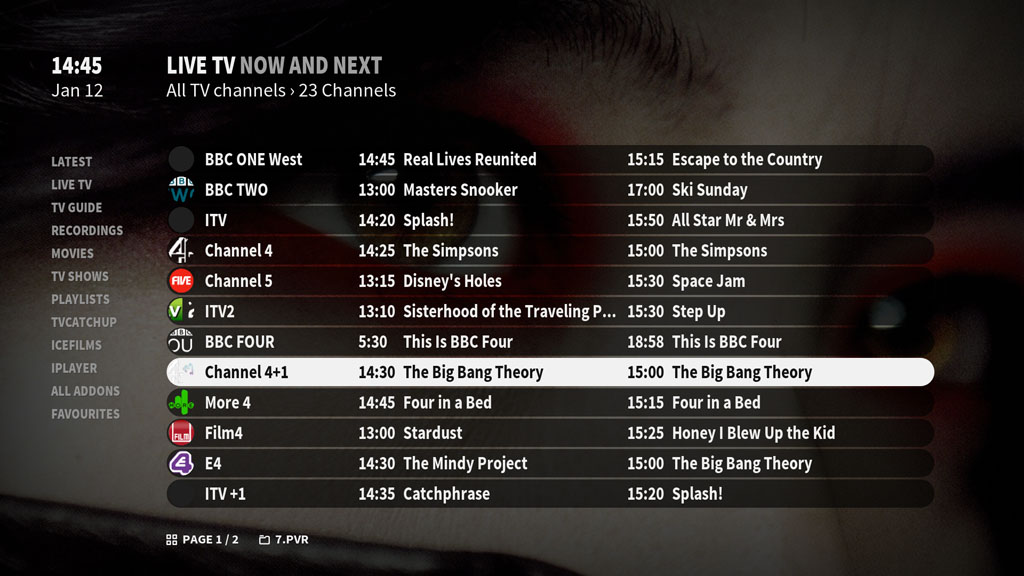 14:45 LIVE TV NOW AND NEXT
Jan 12 All TV channels › 23 Channels
LATEST
LIVE TV
TV GUIDE
RECORDINGS
MOVIES
TV SHOWS
PLAYLISTS
TVCATCHUP
ICEFILMS
IPLAYER
ALL ADDONS
FAVOURITES
BBC ONE West 14:45 Real Lives Reunited 15:15 Escape to the Country
BBC TWO 13:00 Masters Snooker 17:00 Ski Sunday
ITV 14:20 Splash! 15:50 All Star Mr & Mrs
4 Channel 4 14:25 The Simpsons 15:00 The Simpsons
FIVE Channel 5 13:15 Disney's Holes 15:30 Space Jam
ITV2 13:10 Sisterhood of the Traveling P... 15:30 Step Up
BBC FOUR 5:30 This Is BBC Four 18:58 This Is BBC Four
Channel 4+1 14:30 The Big Bang Theory 15:00 The Big Bang Theory
More 4 14:45 Four in a Bed 15:15 Four in a Bed
FILM Film4 13:00 Stardust 15:25 Honey I Blew Up the Kid
E4 14:30 The Mindy Project 15:00 The Big Bang Theory
ITV +1 14:35 Catchphrase 15:20 Splash!
PAGE 1 / 2 7.PVR